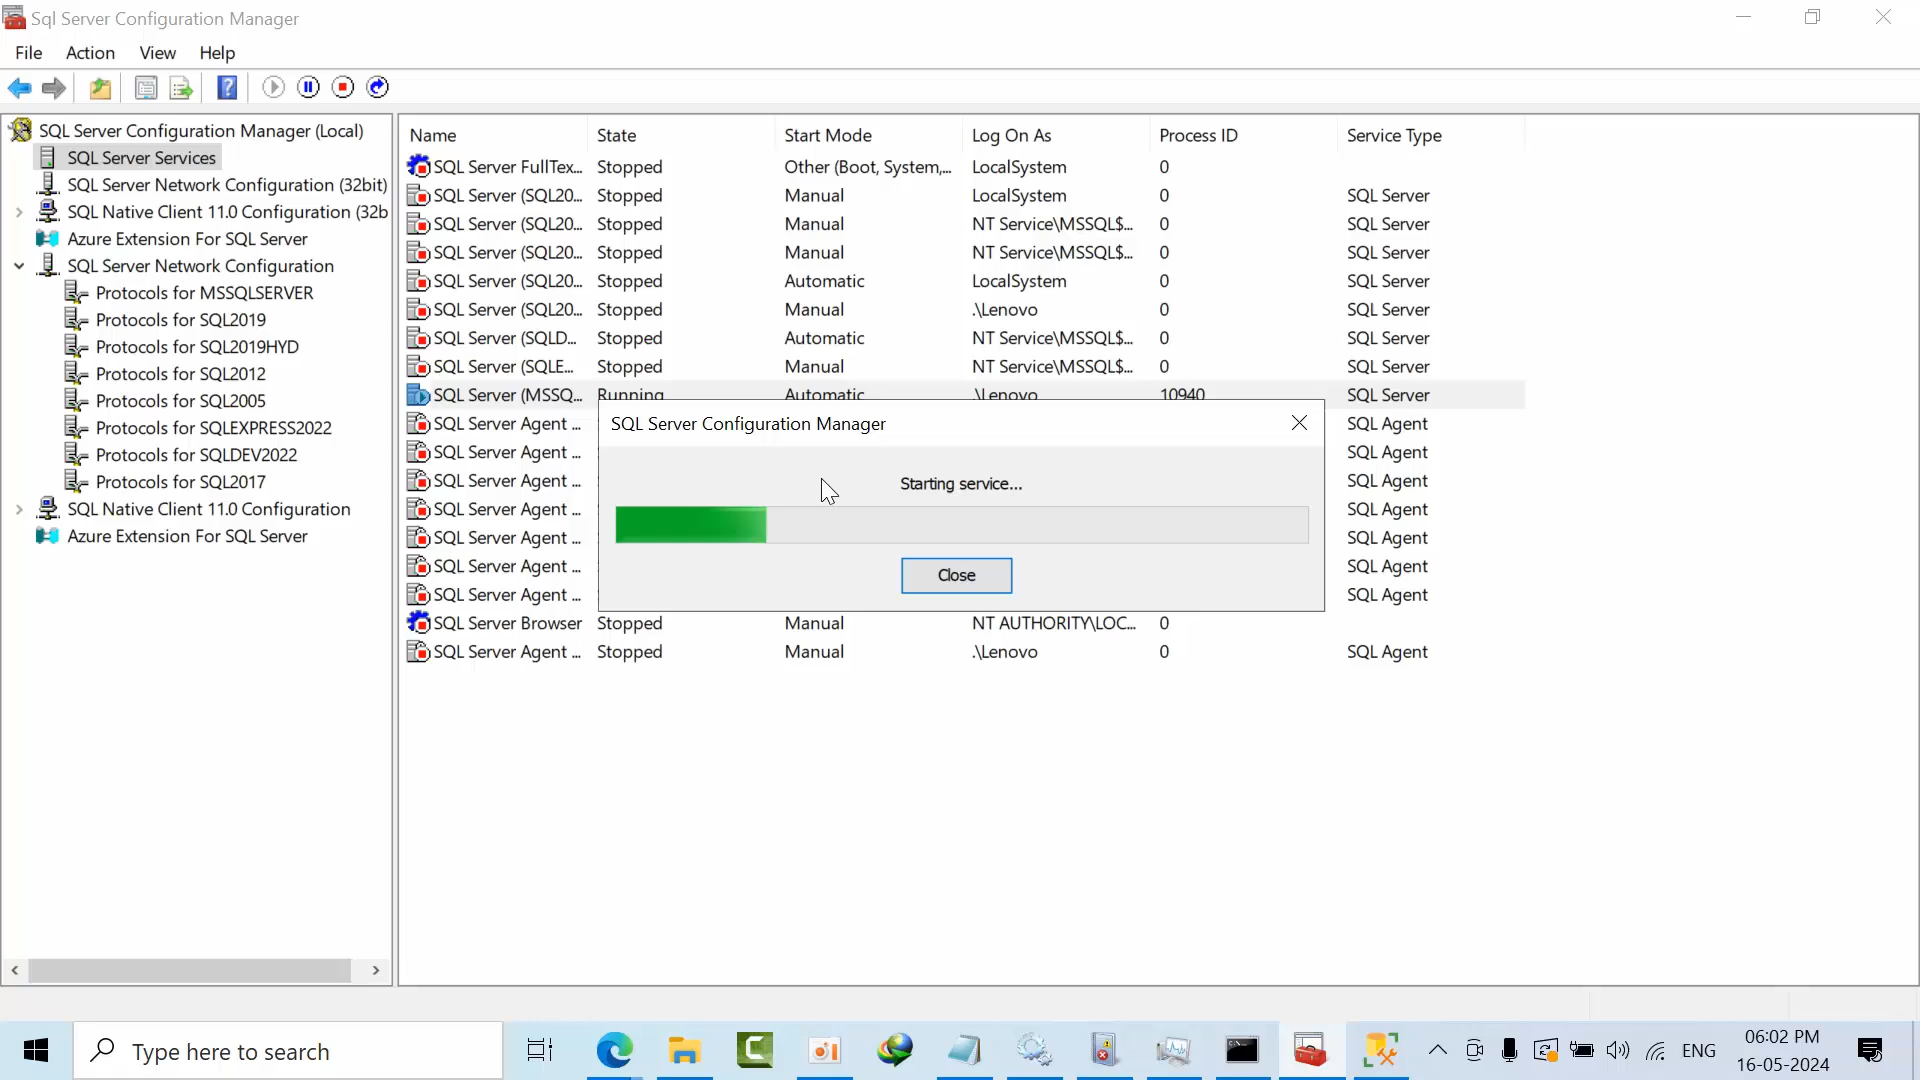 Sql Server Configuration Manager
File Action View Help
SQL Server Configuration Manager (Local)
SQL Server Services
SQL Server Network Configuration (32bit)
SQL Native Client 11.0 Configuration (32b
Azure Extension For SQL Server
SQL Server Network Configuration
Protocols for MSSQLSERVER
Protocols for SQL2019
Protocols for SQL2019HYD
Protocols for SQL2012
Protocols for SQL2005
Protocols for SQLEXPRESS2022
Protocols for SQLDEV2022
Protocols for SQL2017
SQL Native Client 11.0 Configuration
Azure Extension For SQL Server
Name State Start Mode Log On As Process ID Service Type
SQL Server FullTex... Stopped Other (Boot, System,... LocalSystem 0
SQL Server (SQL20... Stopped Manual LocalSystem 0 SQL Server
SQL Server (SQL20... Stopped Manual NT Service\MSSQL$... 0 SQL Server
SQL Server (SQL20... Stopped Manual NT Service\MSSQL$... 0 SQL Server
SQL Server (SQL20... Stopped Automatic LocalSystem 0 SQL Server
SQL Server (SQL20... Stopped Manual .\Lenovo 0 SQL Server
SQL Server (SQLD... Stopped Automatic NT Service\MSSQL$... 0 SQL Server
SQL Server (SQLE... Stopped Manual NT Service\MSSQL$... 0 SQL Server
SQL Server (MSSQ... Running Automatic .\Lenovo 10940 SQL Server
SQL Server Agent ... SQL Agent
SQL Server Agent ... SQL Agent
SQL Server Agent ... SQL Agent
SQL Server Agent ... SQL Agent
SQL Server Agent ... SQL Agent
SQL Server Agent ... SQL Agent
SQL Server Agent ... SQL Agent
SQL Server Browser Stopped Manual NT AUTHORITY\LOC... 0
SQL Server Agent ... Stopped Manual .\Lenovo 0 SQL Agent
SQL Server Configuration Manager
Starting service...
Close
Type here to search
ENG
06:02 PM
16-05-2024